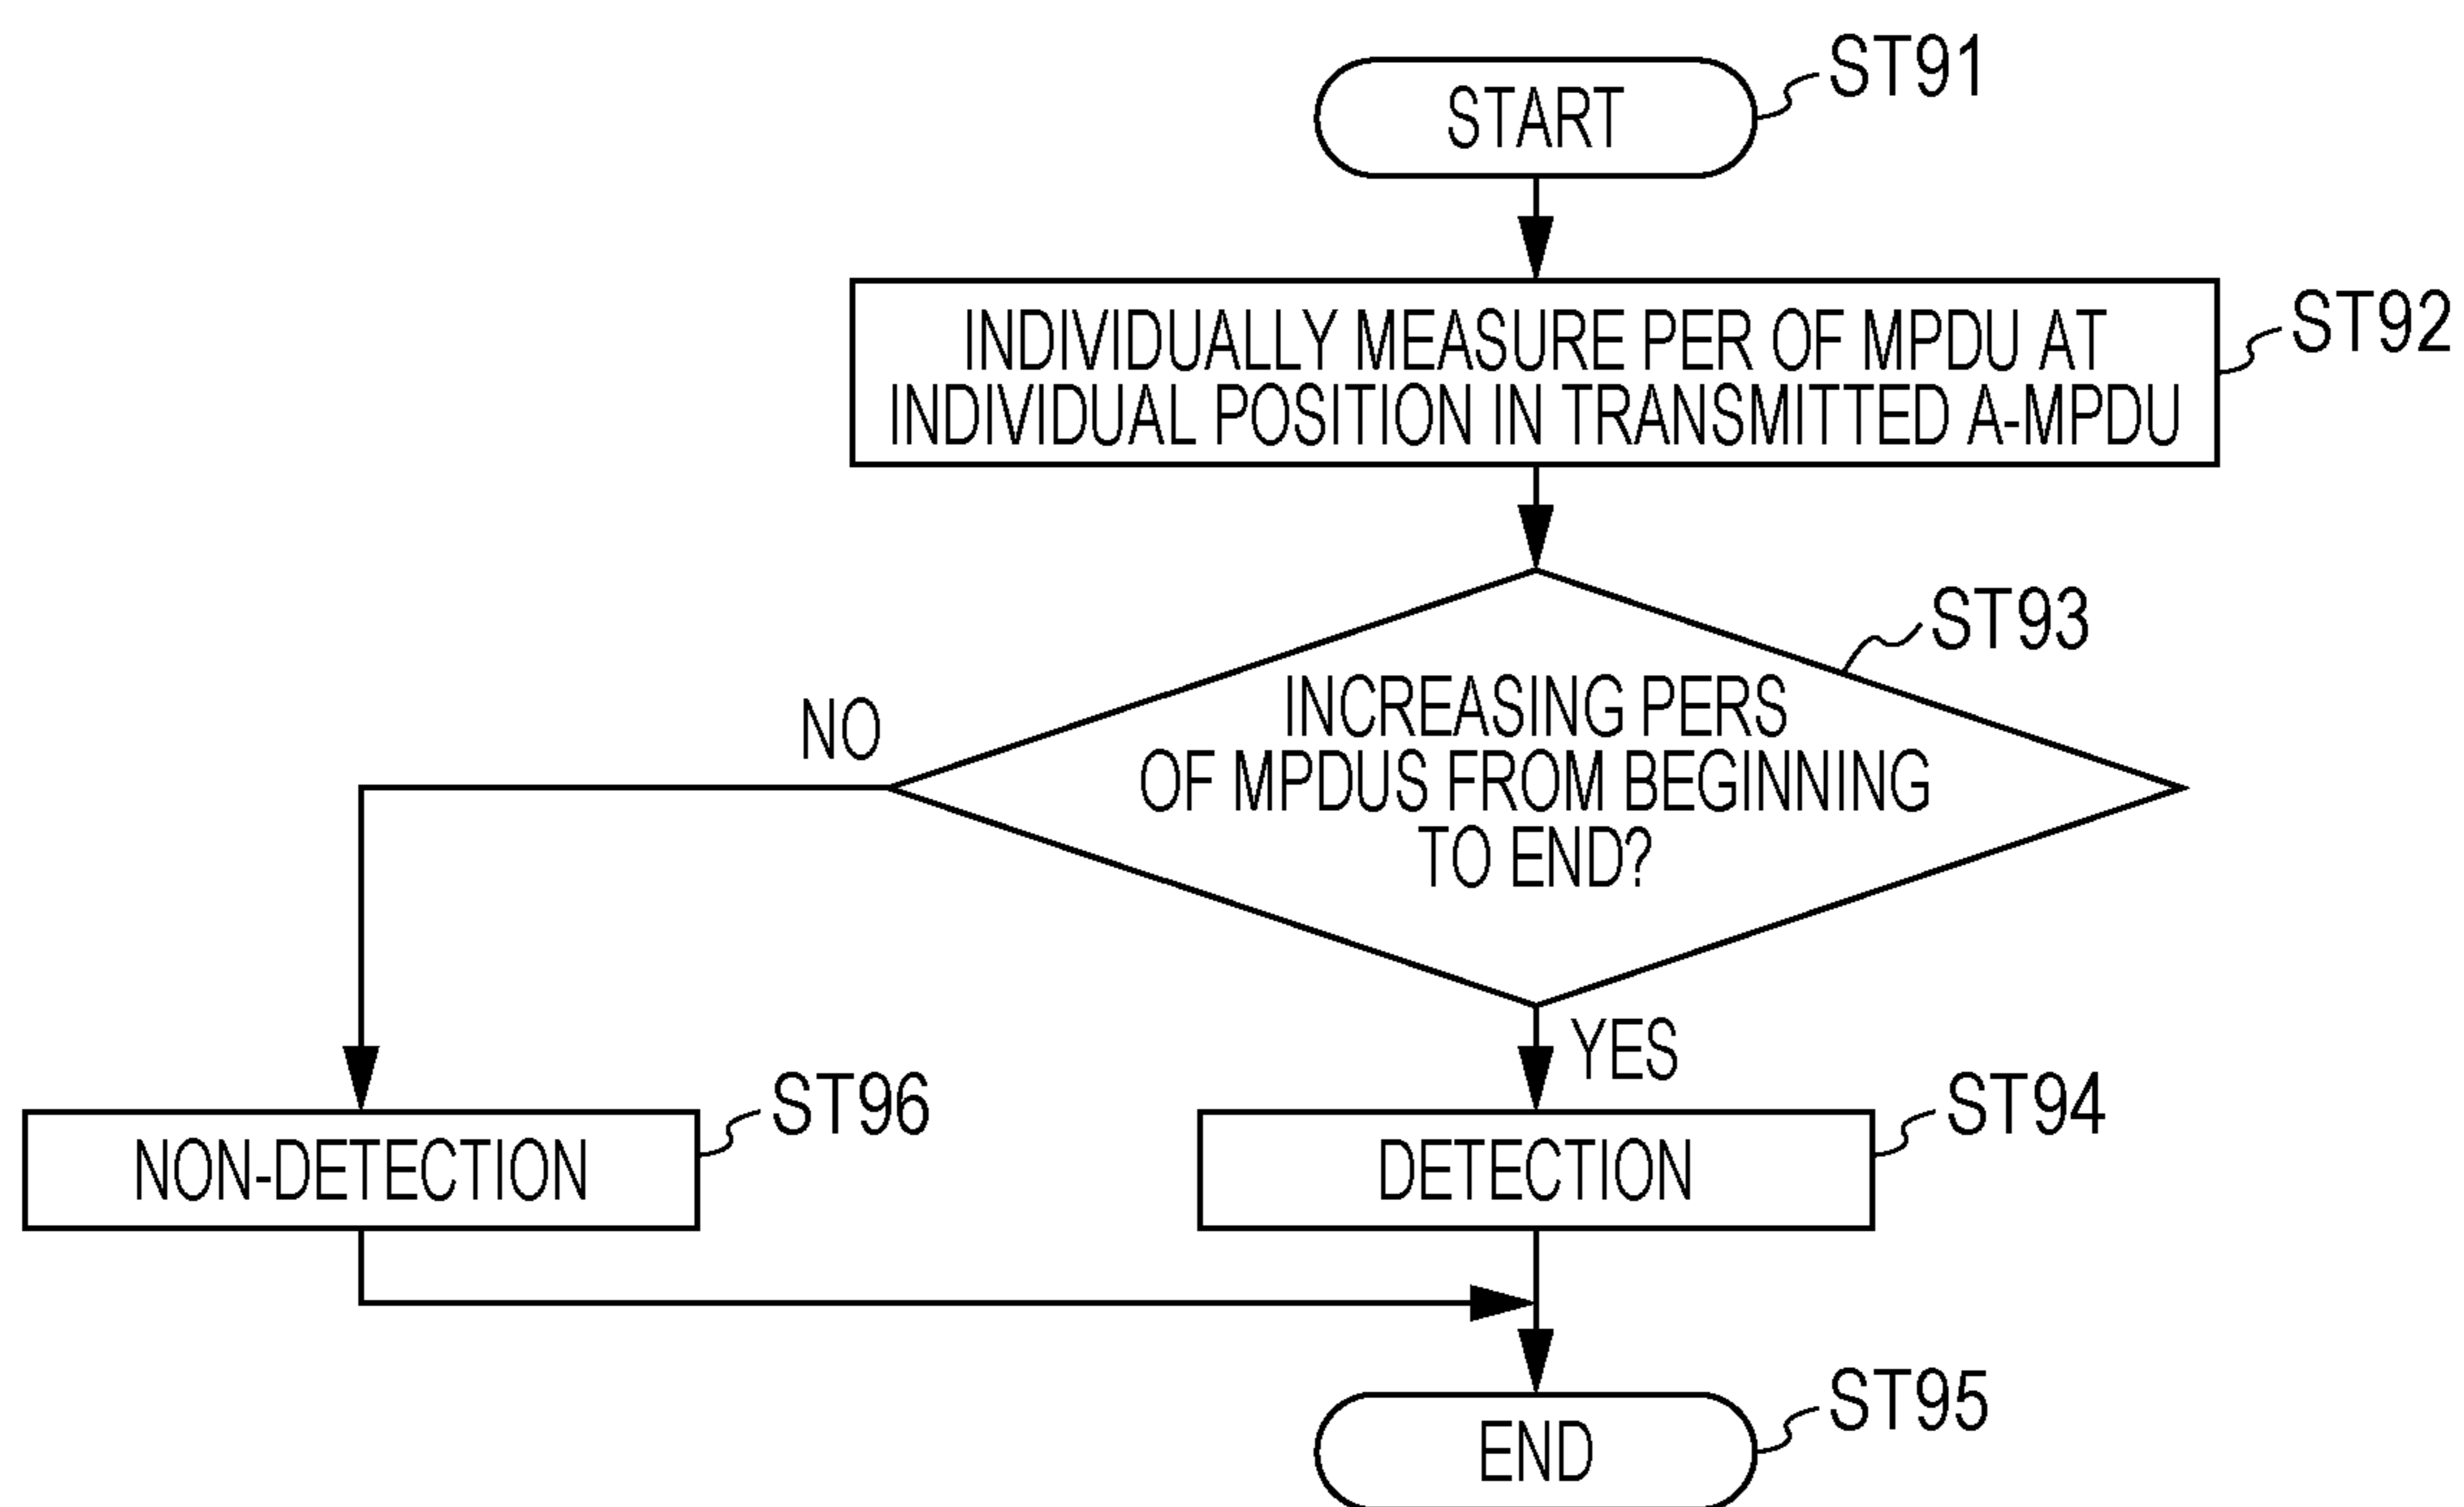 START
ST91
INDIVIDUALLY MEASURE PER OF MPDU AT
INDIVIDUAL POSITION IN TRANSMITTED A-MPDU
ST92
ST93
INCREASING PERS
OF MPDUS FROM BEGINNING
TO END?
NO
YES
NON-DETECTION
ST96
DETECTION
ST94
END
ST95